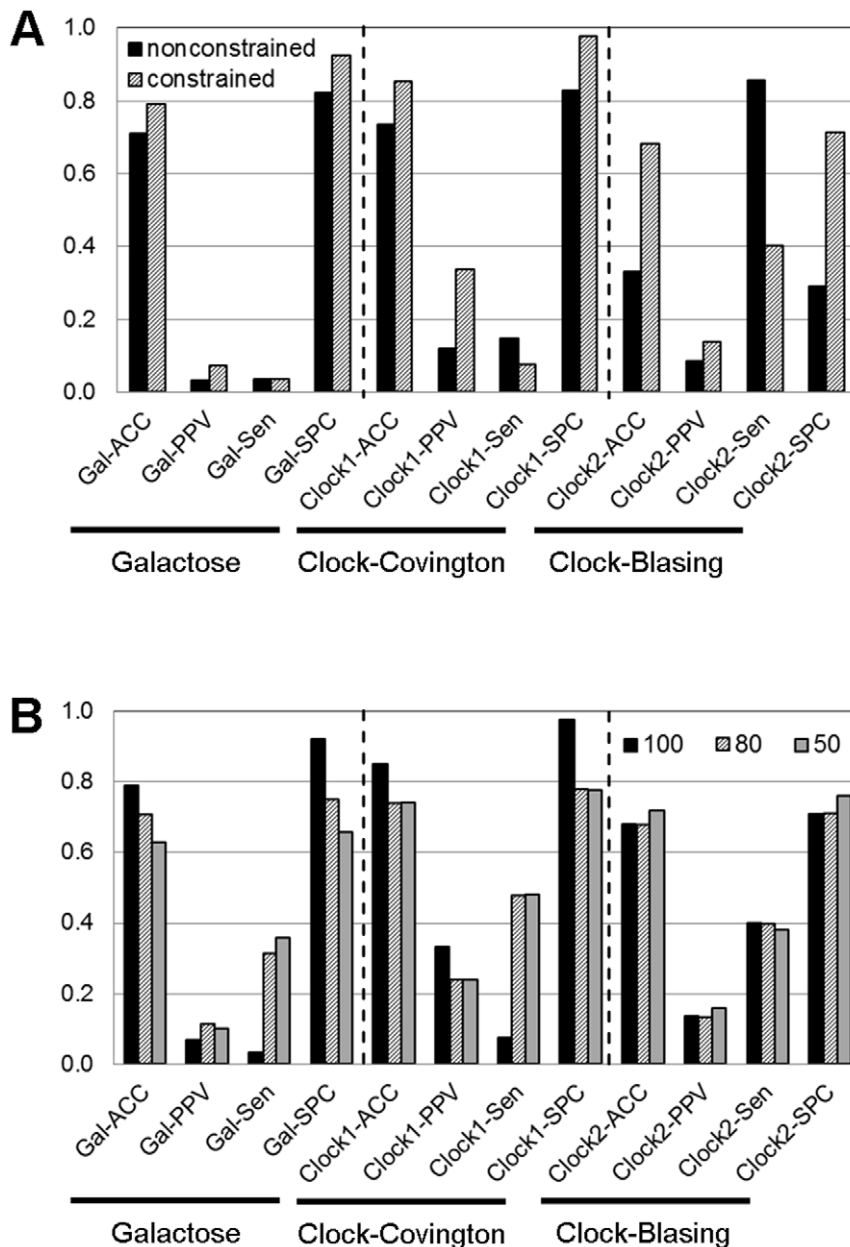 A
1.0
nonconstrained
constrained
0.8
0.6
0.4
0.2
0.0
Gal-ACC
Gal-PPV
Gal-Sen
Gal-SPC
Clock1-ACC
Clock1-PPV
Clock1-Sen
Clock1-SPC
Clock2-ACC
Clock2-PPV
Clock2-Sen
Clock2-SPC
Galactose Clock-Covington Clock-Blasing
B
1.0
100 80 50
0.8
0.6
0.4
0.2
0.0
Gal-ACC
Gal-PPV
Gal-Sen
Gal-SPC
Clock1-ACC
Clock1-PPV
Clock1-Sen
Clock1-SPC
Clock2-ACC
Clock2-PPV
Clock2-Sen
Clock2-SPC
Galactose Clock-Covington Clock-Blasing